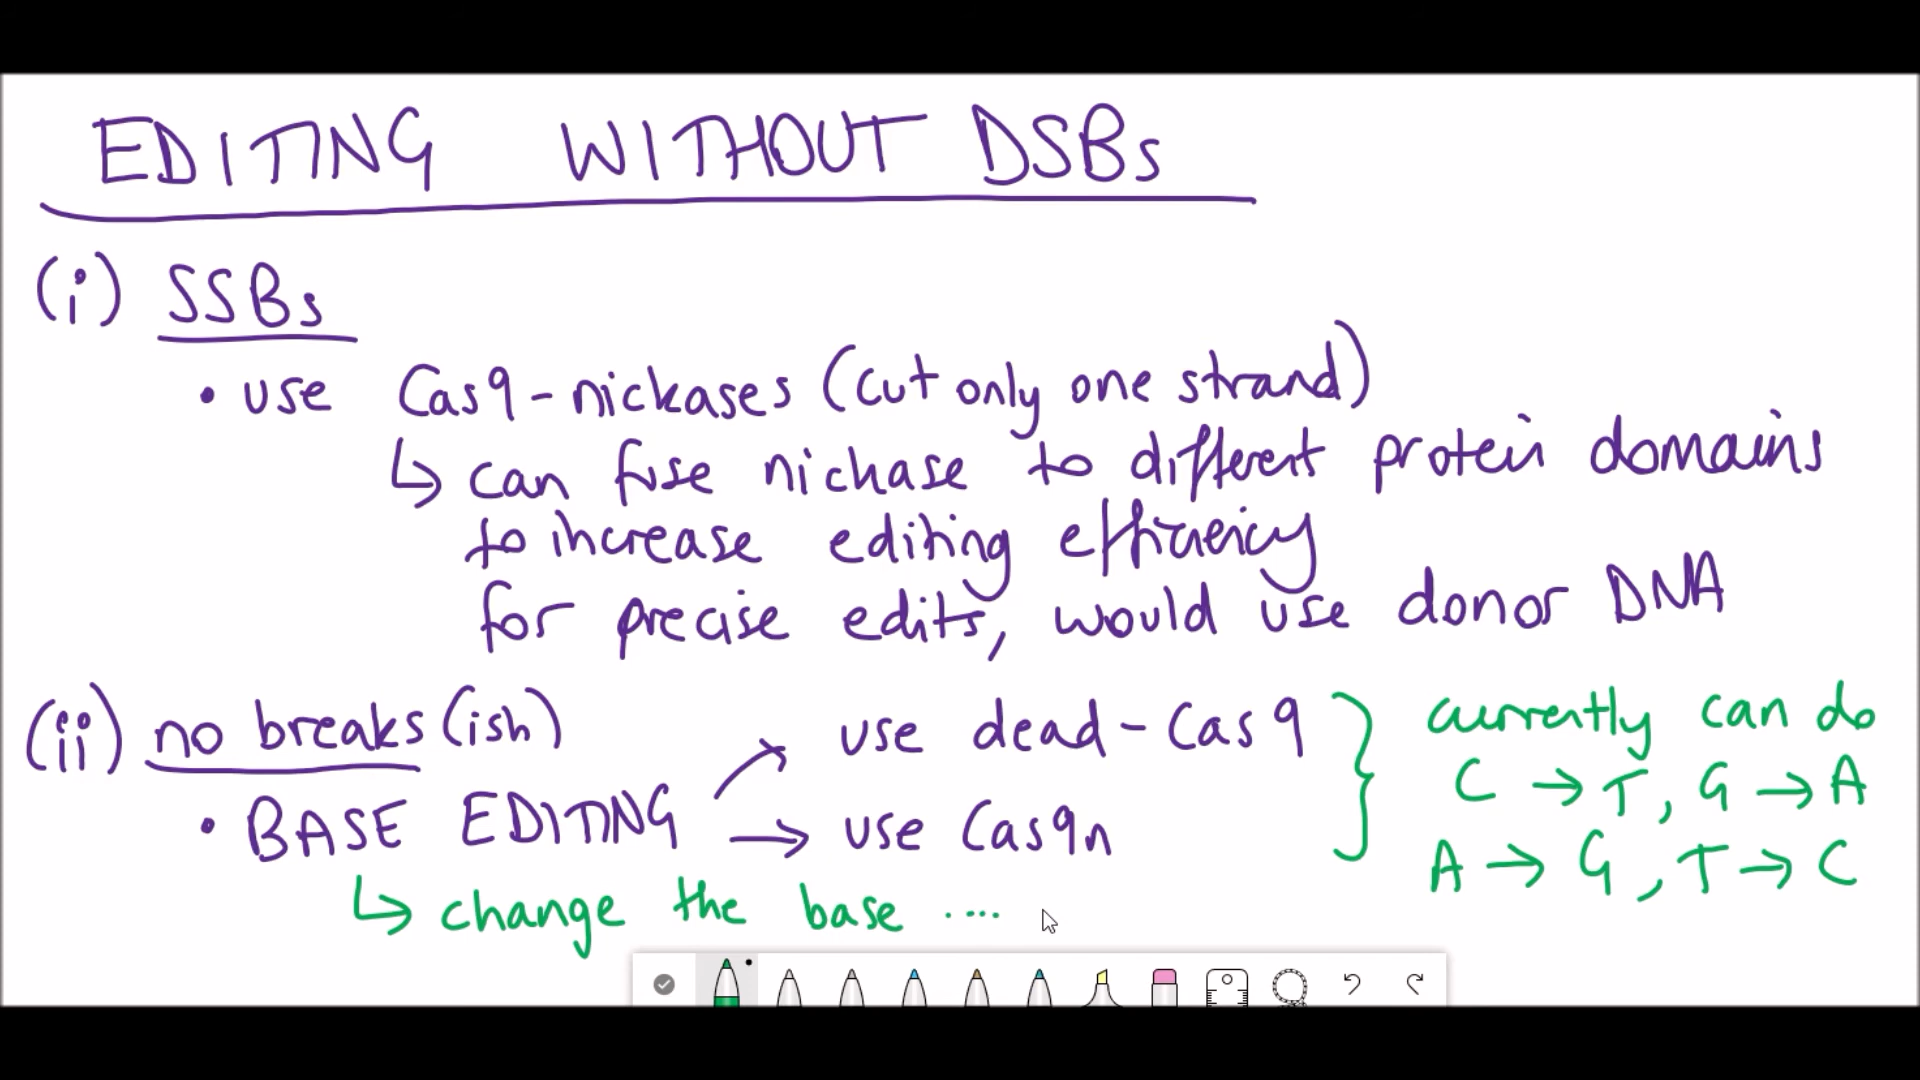 EDITING WITHOUT DSBs
(i) SSBs
• use Cas9-nickases (cut only one strand)
↳ can fuse nickase to different protein domains
to increase editing efficiency
for precise edits, would use donor DNA
(ii) no breaks (ish)
use dead-Cas9
• BASE EDITING → use Cas9n
↳ change the base ....
} currently can do
C → T, G → A
A → G, T → C